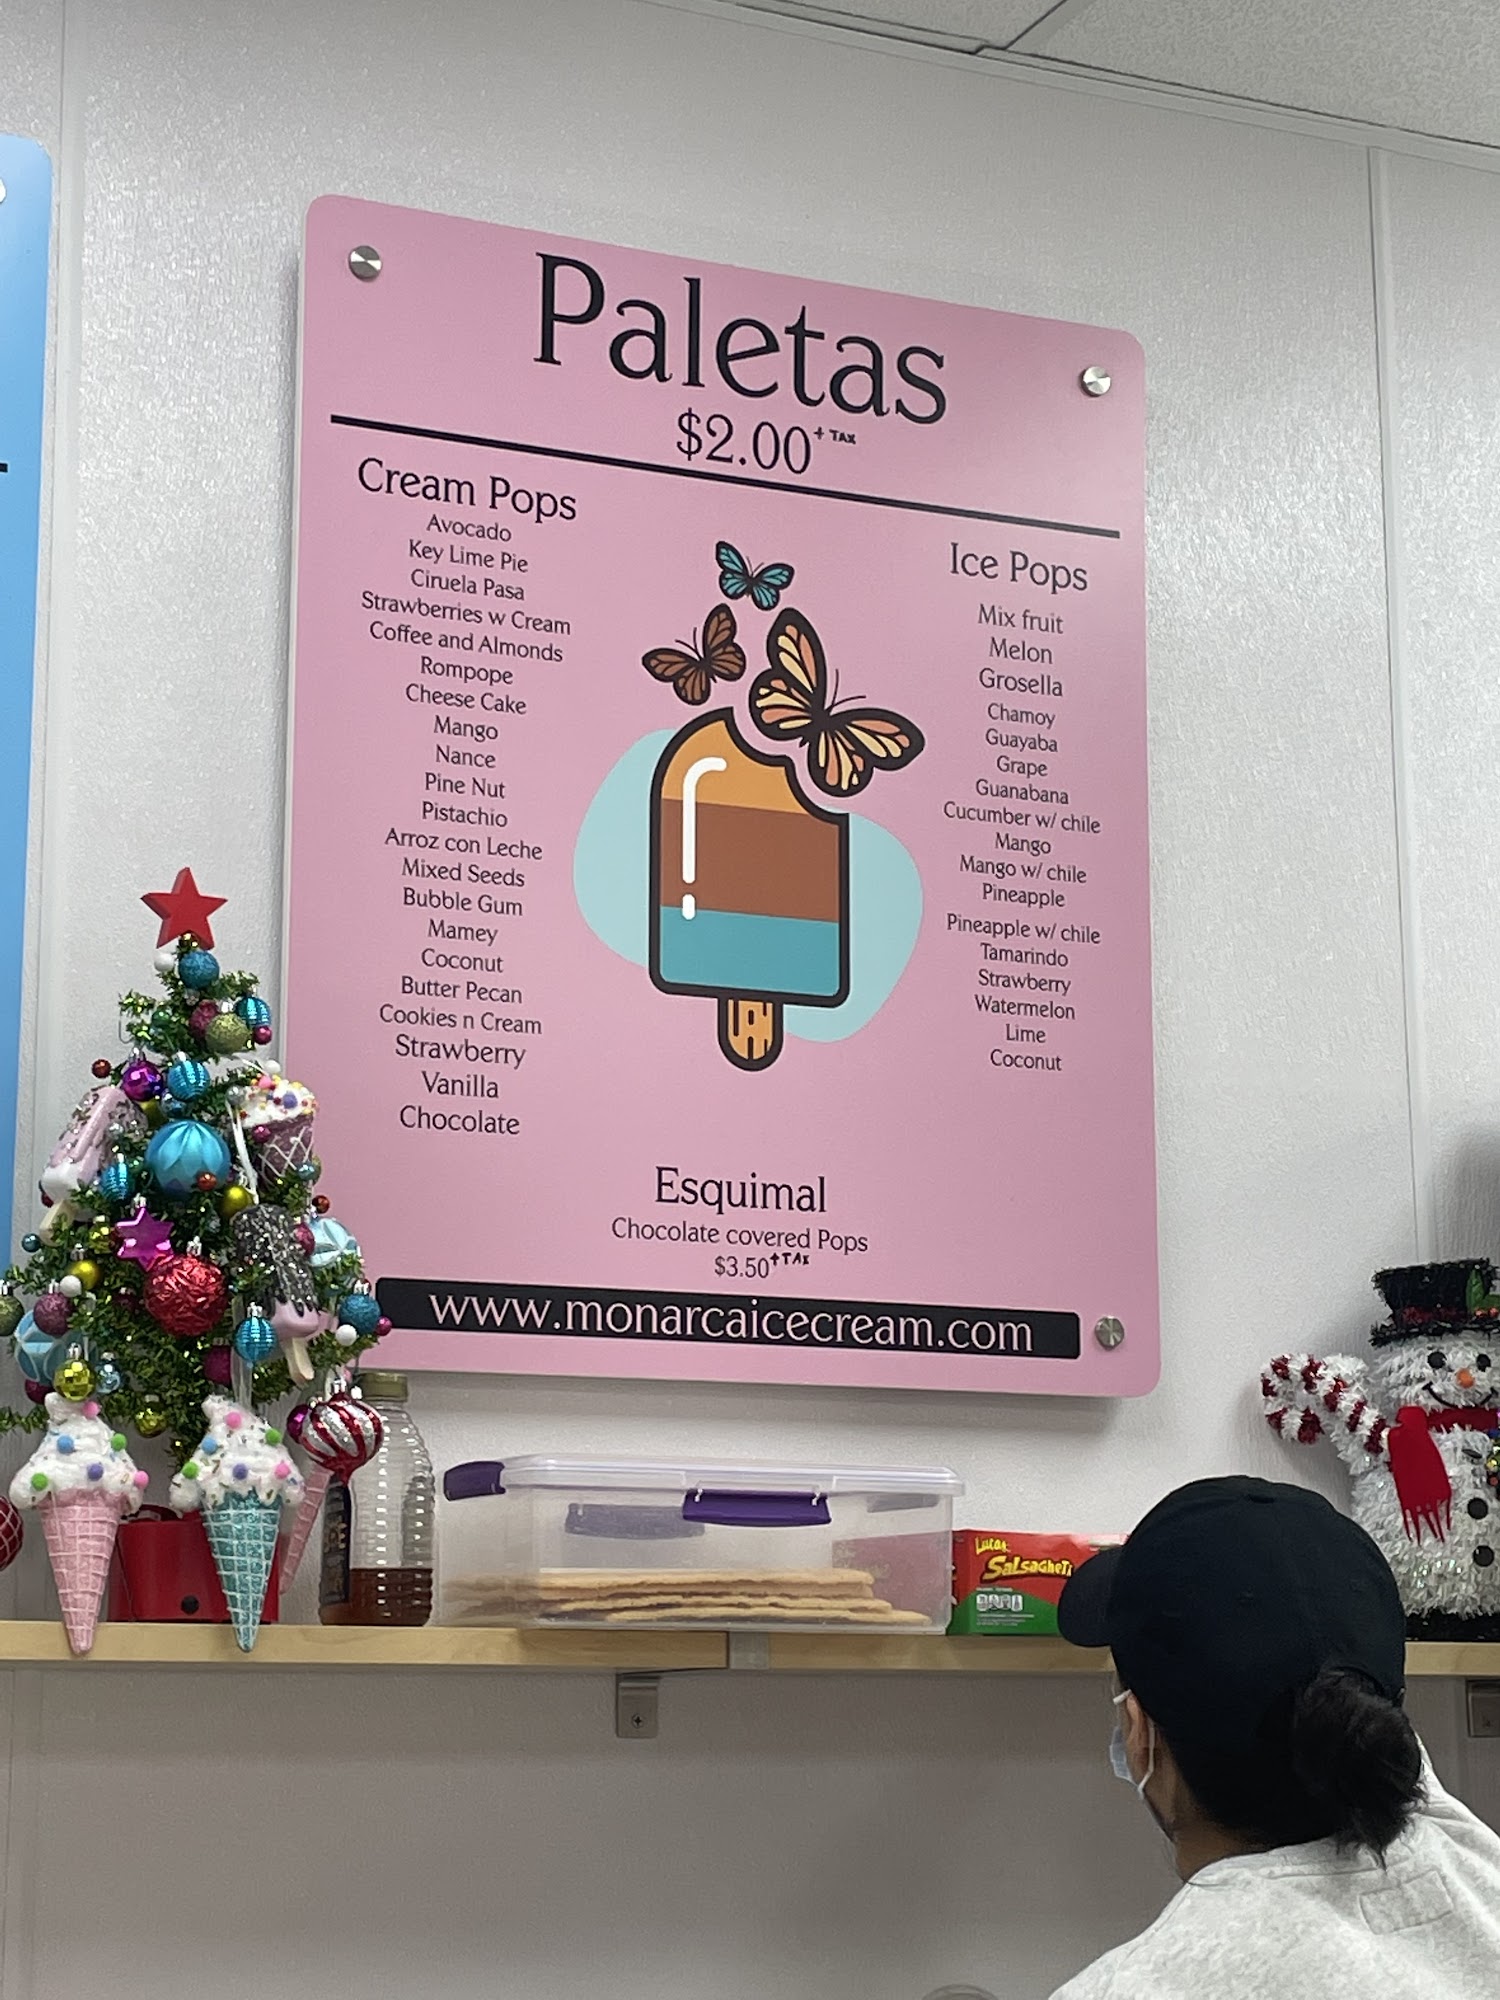 Paletas
$2.00 + TAX
Cream Pops
Avocado
Key Lime Pie
Ciruela Pasa
Strawberries w Cream
Coffee and Almonds
Rompope
Cheese Cake
Mango
Nance
Pine Nut
Pistachio
Arroz con Leche
Mixed Seeds
Bubble Gum
Mamey
Coconut
Butter Pecan
Cookies n Cream
Strawberry
Vanilla
Chocolate
Ice Pops
Mix fruit
Melon
Grosella
Chamoy
Guayaba
Grape
Guanabana
Cucumber w/ chile
Mango
Mango w/ chile
Pineapple
Pineapple w/ chile
Tamarindo
Strawberry
Watermelon
Lime
Coconut
Esquimal
Chocolate covered Pops
$3.50 +TAX
www.monarcaicecream.com
Lucas